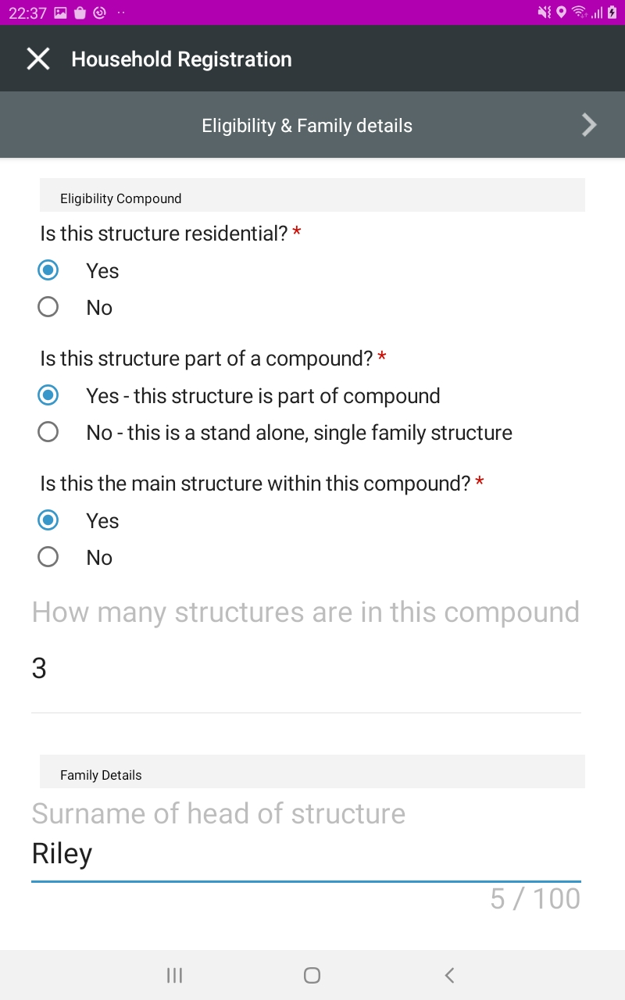 22:37
Household Registration
Eligibility & Family details
Eligibility Compound
Is this structure residential? *
Yes
No
Is this structure part of a compound? *
Yes - this structure is part of compound
No - this is a stand alone, single family structure
Is this the main structure within this compound? *
Yes
No
How many structures are in this compound
3
Family Details
Surname of head of structure
Riley
5 / 100